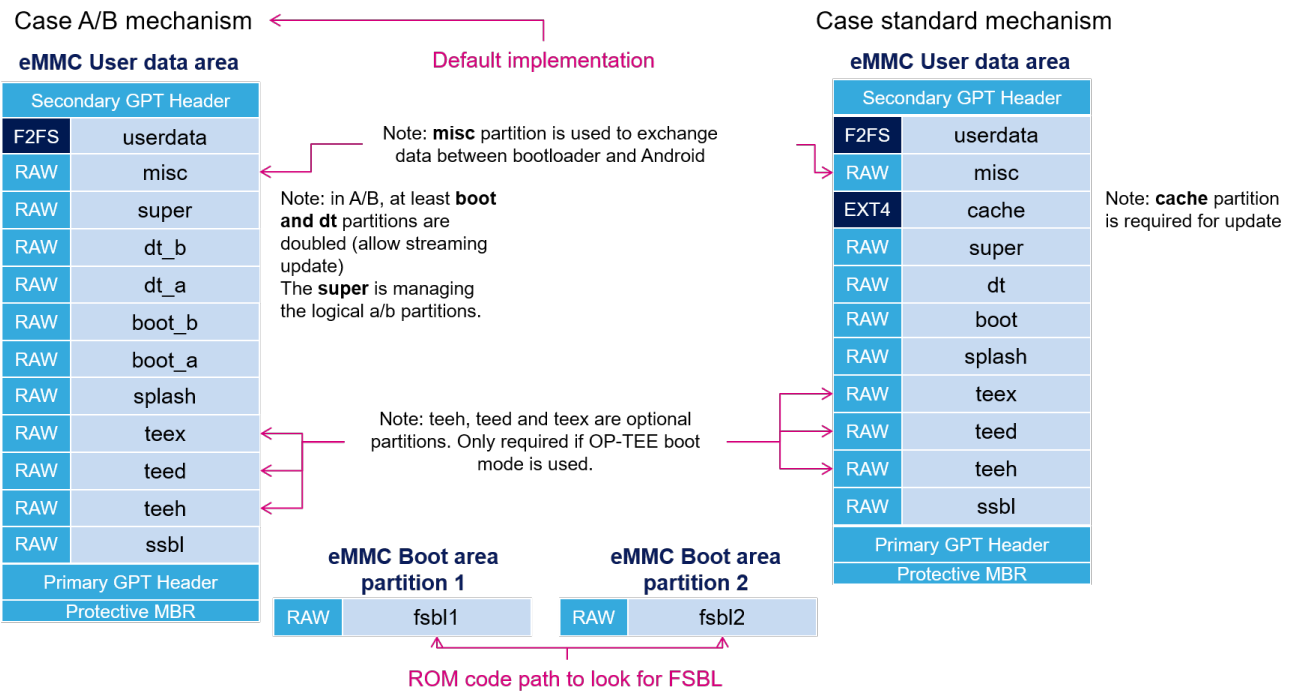 Case A/B mechanism
Case standard mechanism
Default implementation
eMMC User data area
Secondary GPT Header
F2FS userdata
RAW misc
RAW super
RAW dt_b
RAW dt_a
RAW boot_b
RAW boot_a
RAW splash
RAW teex
RAW teed
RAW teeh
RAW ssbl
Primary GPT Header
Protective MBR
Note: misc partition is used to exchange
data between bootloader and Android
Note: in A/B, at least boot
and dt partitions are
doubled (allow streaming
update)
The super is managing
the logical a/b partitions.
Note: teeh, teed and teex are optional
partitions. Only required if OP-TEE boot
mode is used.
eMMC Boot area
partition 1
RAW fsbl1
eMMC Boot area
partition 2
RAW fsbl2
ROM code path to look for FSBL
eMMC User data area
Secondary GPT Header
F2FS userdata
RAW misc
EXT4 cache
RAW super
RAW dt
RAW boot
RAW splash
RAW teex
RAW teed
RAW teeh
RAW ssbl
Primary GPT Header
Protective MBR
Note: cache partition
is required for update